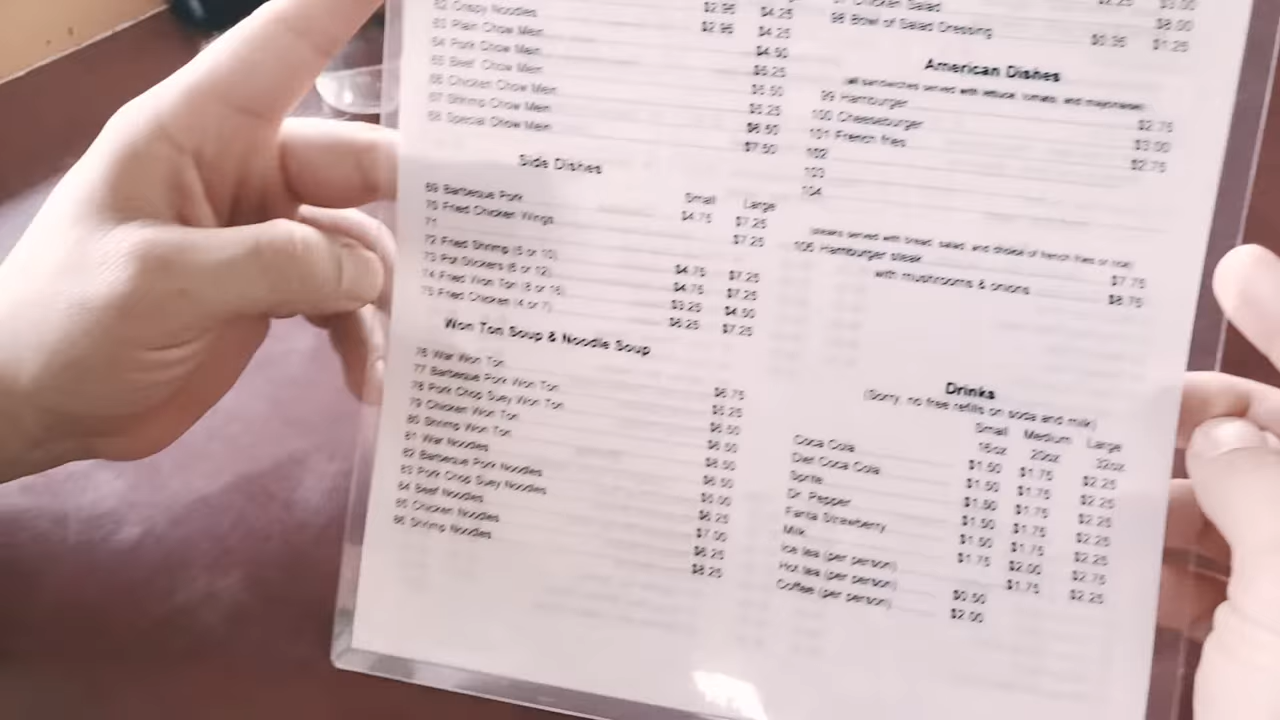 62 Crispy Noodles $2.95 $4.25
63 Plain Chow Mein $2.95 $4.25
64 Pork Chow Mein $4.50
65 Beef Chow Mein $5.25
66 Chicken Chow Mein $5.50
67 Shrimp Chow Mein $5.25
68 Special Chow Mein $6.50
$7.50
Side Dishes
Small Large
69 Barbeque Pork $4.75 $7.25
70 Fried Chicken Wings $7.25
71
72 Fried Shrimp (5 or 10) $4.75 $7.25
73 Pot Stickers (6 or 12) $4.75 $7.25
74 Fried Won Ton (8 or 16) $3.25 $4.50
75 Fried Chicken (4 or 7) $6.25 $7.25
Won Ton Soup & Noodle Soup
76 War Won Ton $6.75
77 Barbeque Pork Won Ton $5.25
78 Pork Chop Suey Won Ton $6.50
79 Chicken Won Ton $6.50
80 Shrimp Won Ton
81 War Noodles
82 Barbeque Pork Noodles
83 Pork Chop Suey Noodles
84 Beef Noodles $7.00
85 Chicken Noodles $6.25
86 Shrimp Noodles $8.25
Chicken Salad $2.25
$8.00
98 Bowl of Salad Dressing $0.35 $1.25
American Dishes
(all sandwiches served with lettuce, tomato, and mayonnaise)
99 Hamburger $2.75
100 Cheeseburger $3.00
101 French fries $2.75
102
103
104
(steaks served with bread, salad, and choice of french fries or rice)
105 Hamburger steak $7.75
with mushrooms & onions $8.75
Drinks
(Sorry, no free refills on soda and milk)
Small Medium Large
16oz 20oz 32oz
Coca Cola $1.50 $1.75 $2.25
Diet Coca Cola $1.50 $1.75 $2.25
Sprite $1.50 $1.75 $2.25
Dr. Pepper $1.50 $1.75 $2.25
Fanta Strawberry $1.50 $1.75 $2.25
Milk $1.75 $2.00 $2.75
Ice tea (per person) $1.75 $2.25
Hot tea (per person) $0.50
Coffee (per person) $2.00